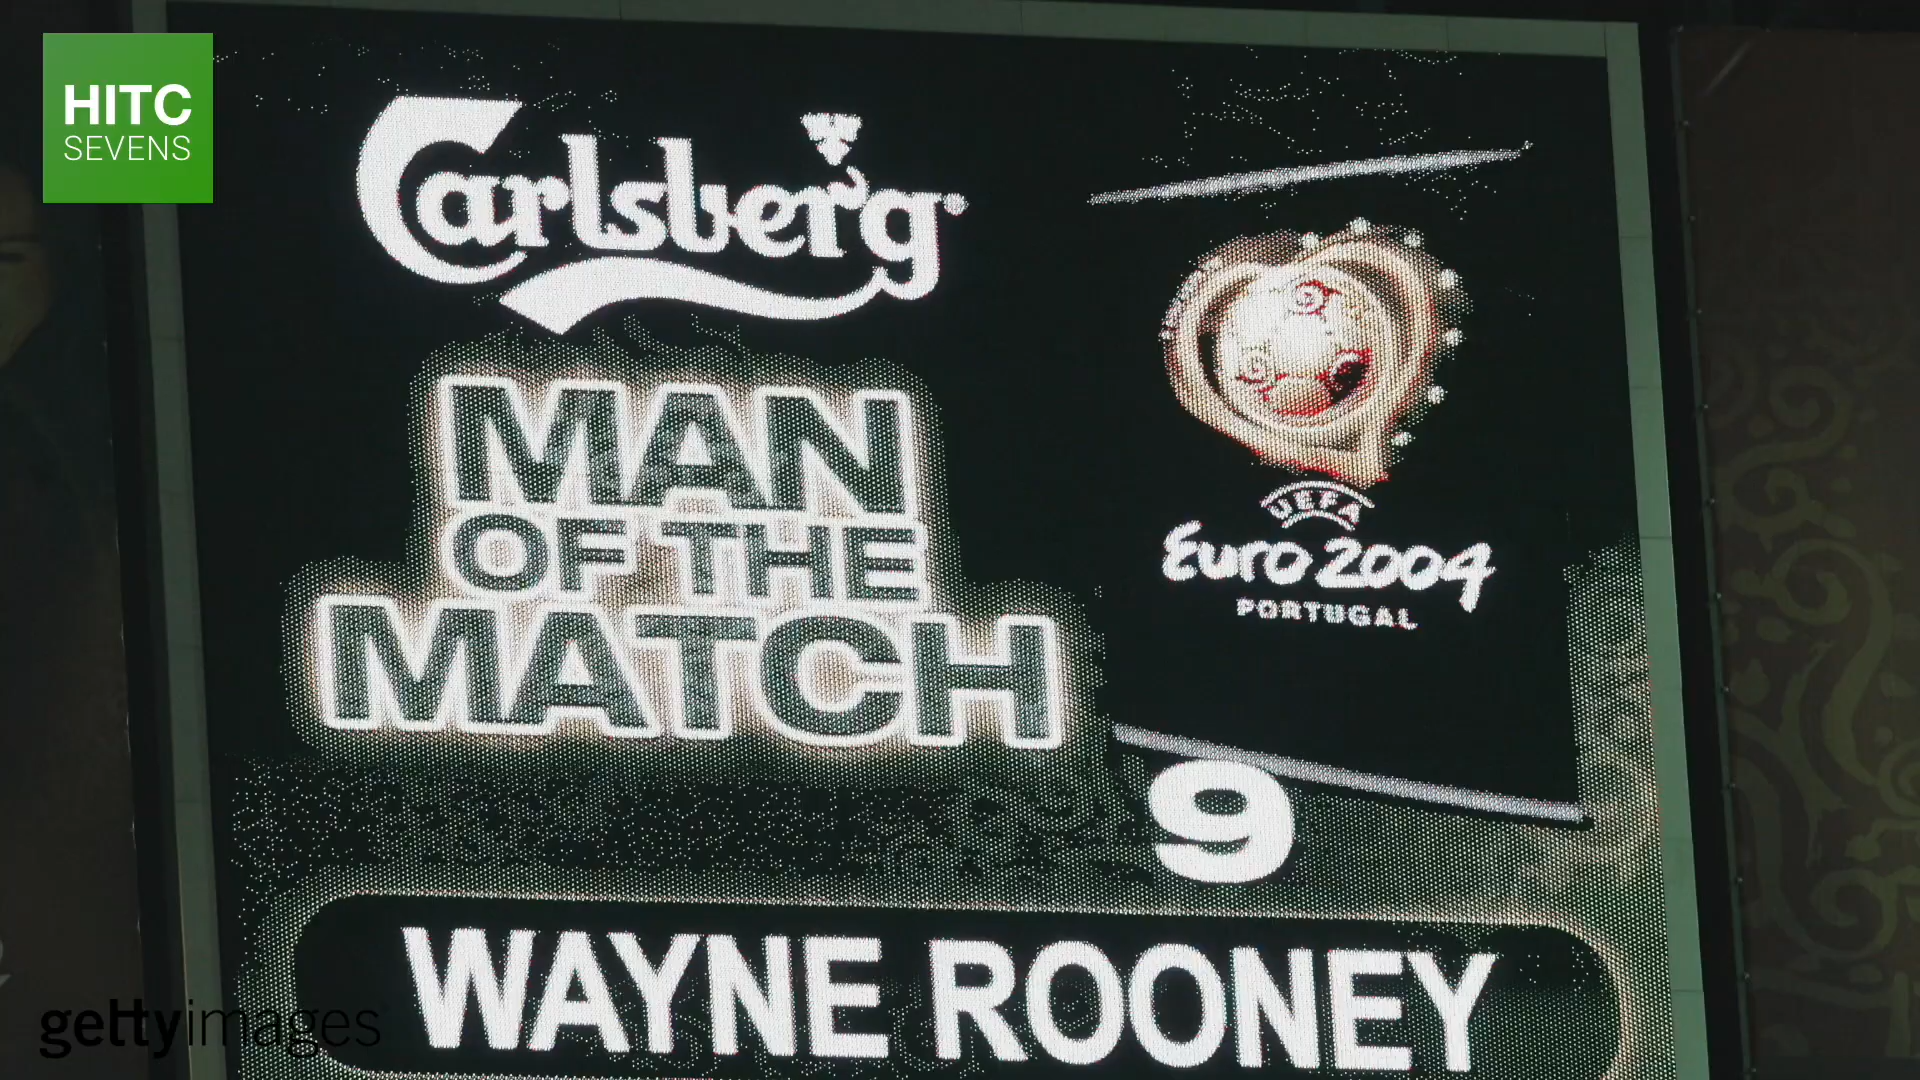 HITC
SEVENS
Carlsberg
MAN
OF THE
MATCH
UEFA
Euro 2004
PORTUGAL
9
WAYNE ROONEY
gettyimages